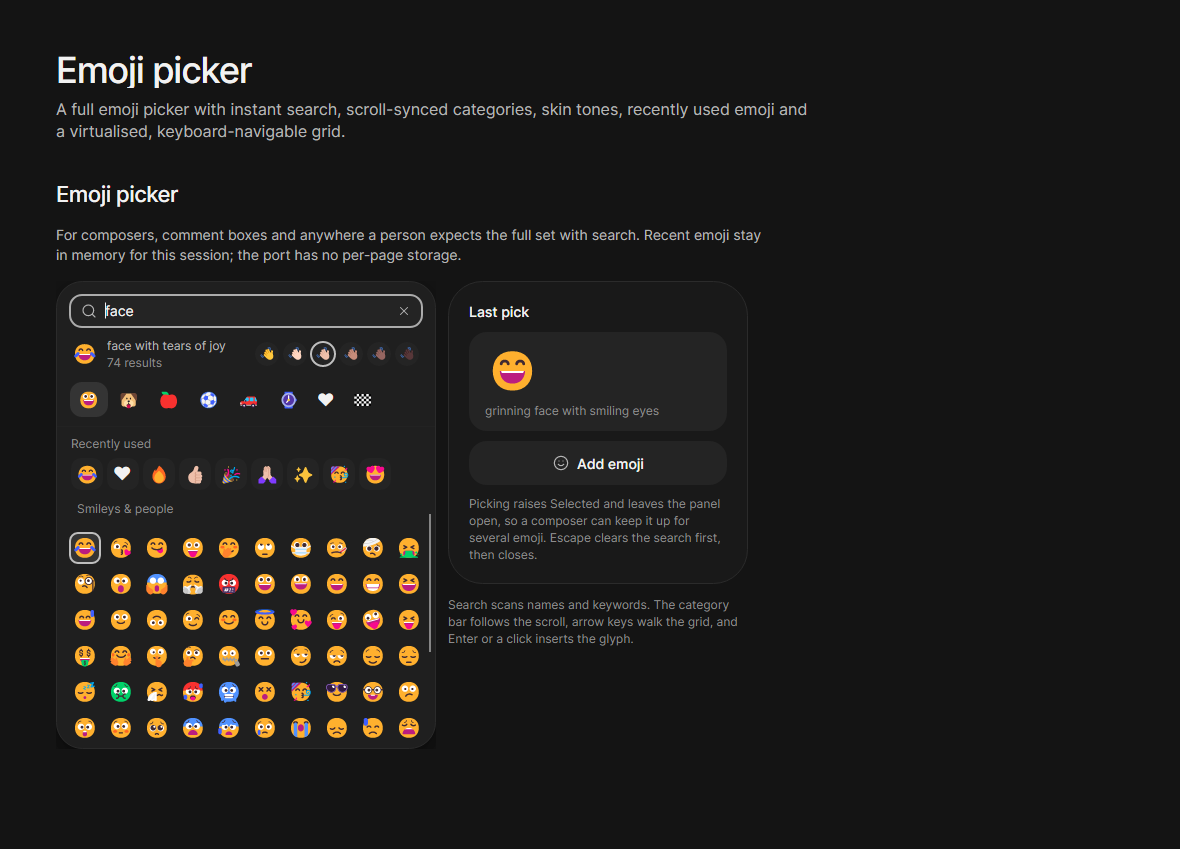 Emoji picker
A full emoji picker with instant search, scroll-synced categories, skin tones, recently used emoji and
a virtualised, keyboard-navigable grid.
Emoji picker
For composers, comment boxes and anywhere a person expects the full set with search. Recent emoji stay
in memory for this session; the port has no per-page storage.
face
face with tears of joy
74 results
Recently used
Smileys & people
Last pick
grinning face with smiling eyes
Add emoji
Picking raises Selected and leaves the panel
open, so a composer can keep it up for
several emoji. Escape clears the search first,
then closes.
Search scans names and keywords. The category
bar follows the scroll, arrow keys walk the grid, and
Enter or a click inserts the glyph.